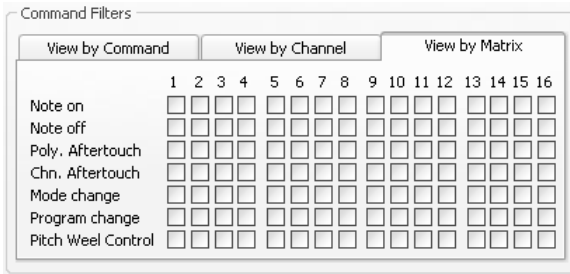 Command Filters
View by Command View by Channel View by Matrix
1 2 3 4 5 6 7 8 9 10 11 12 13 14 15 16
Note on
Note off
Poly. Aftertouch
Chn. Aftertouch
Mode change
Program change
Pitch Weel Control